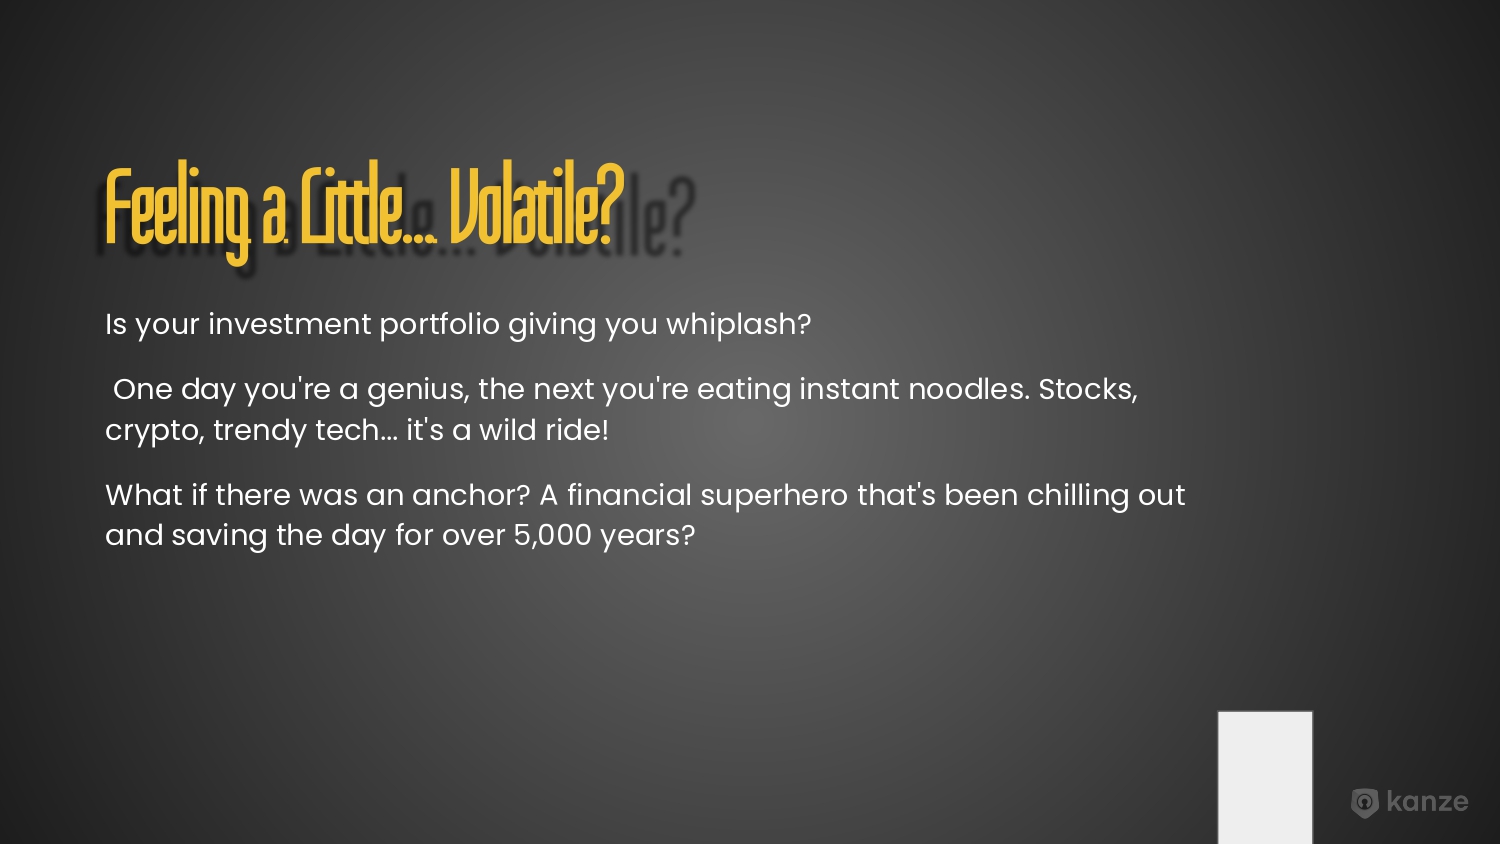 Feeling a Little... Volatile?
Is your investment portfolio giving you whiplash?
One day you're a genius, the next you're eating instant noodles. Stocks,
crypto, trendy tech... it's a wild ride!
What if there was an anchor? A financial superhero that's been chilling out
and saving the day for over 5,000 years?
kanze